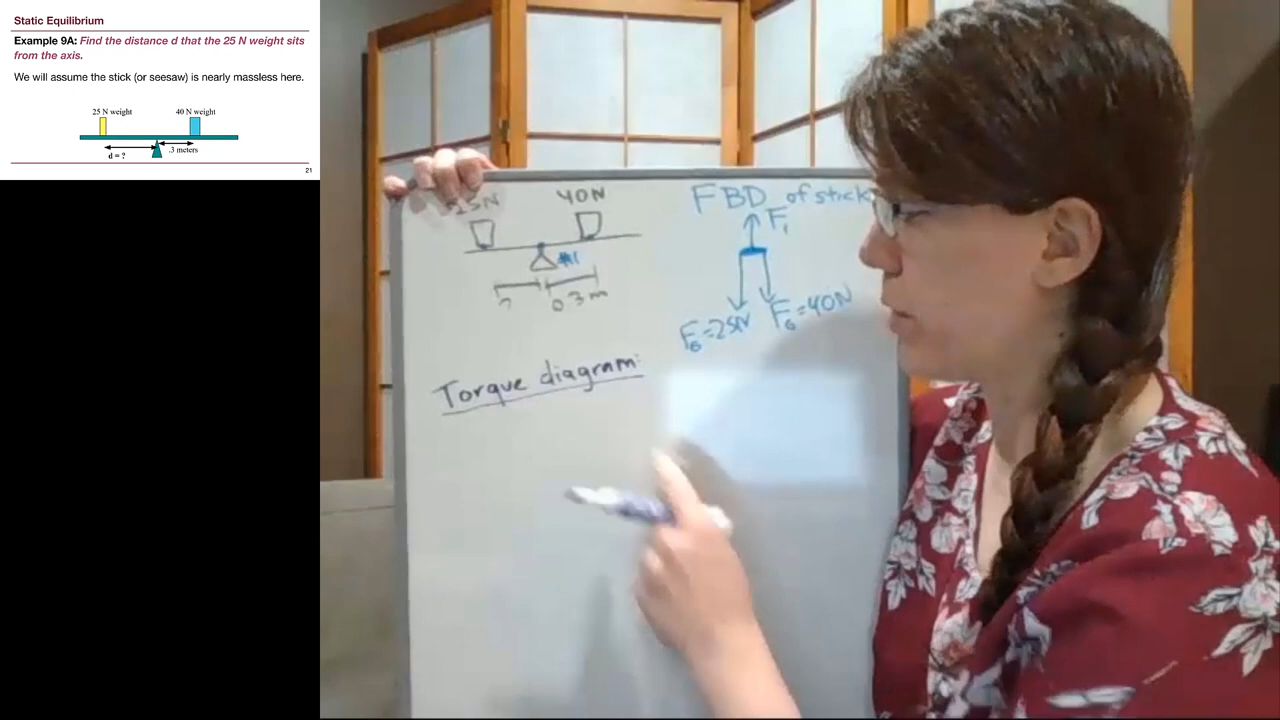 Static Equilibrium
Example 9A: Find the distance d that the 25 N weight sits
from the axis.
We will assume the stick (or seesaw) is nearly massless here.
25 N weight
40 N weight
d = ?
.3 meters
21
25N
40N
#1
?
0.3m
FBD of stick
F₁
F_G=25N
F_G=40N
Torque diagram: